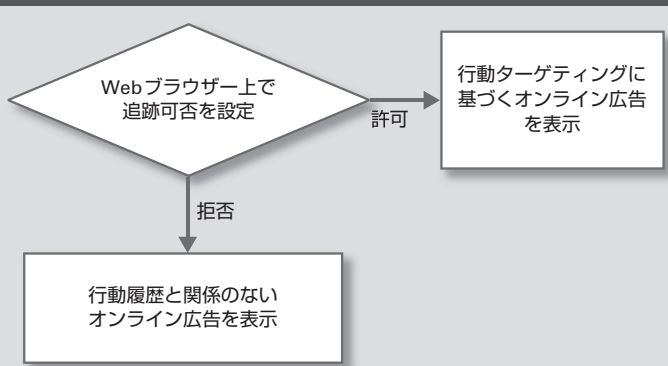 Webブラウザー上で
追跡可否を設定
許可
行動ターゲティングに
基づくオンライン広告
を表示
拒否
行動履歴と関係のない
オンライン広告を表示